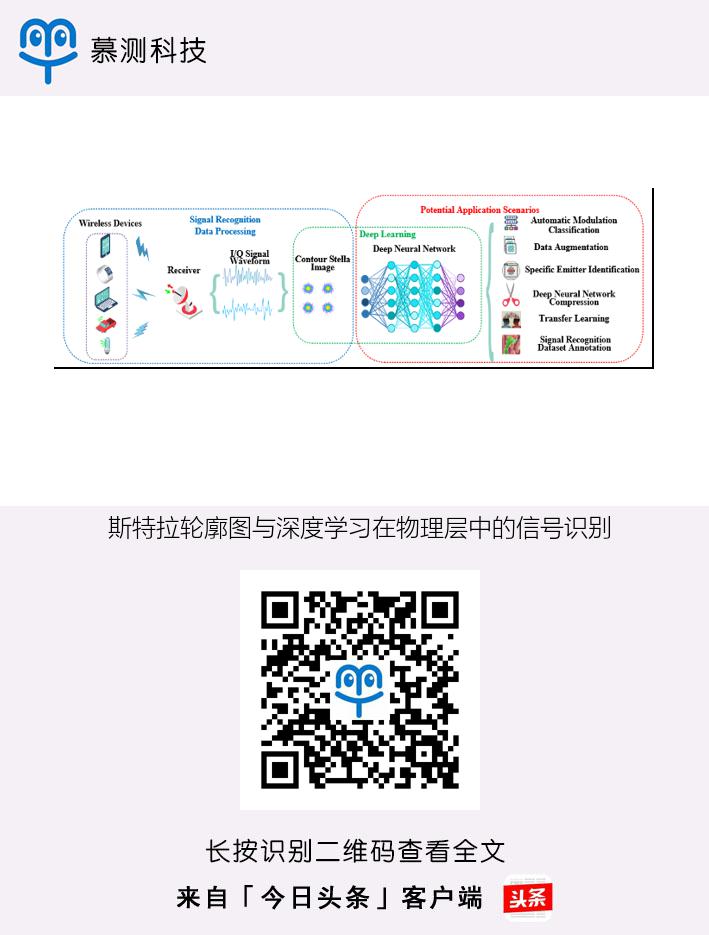 慕测科技
Potential Application Scenarios
Wireless Devices
Signal Recognition
Data Processing
Automatic Modulation
Classification
Deep Learning
Data Augmentation
I/Q Signal
Waveform
Deep Neural Network
Receiver
Contour Stella
Image
Specific Emitter Identification
Deep Neural Network
Compression
Transfer Learning
Signal Recognition
Dataset Annotation
斯特拉轮廓图与深度学习在物理层中的信号识别
长按识别二维码查看全文
来自「今日头条」客户端
头条